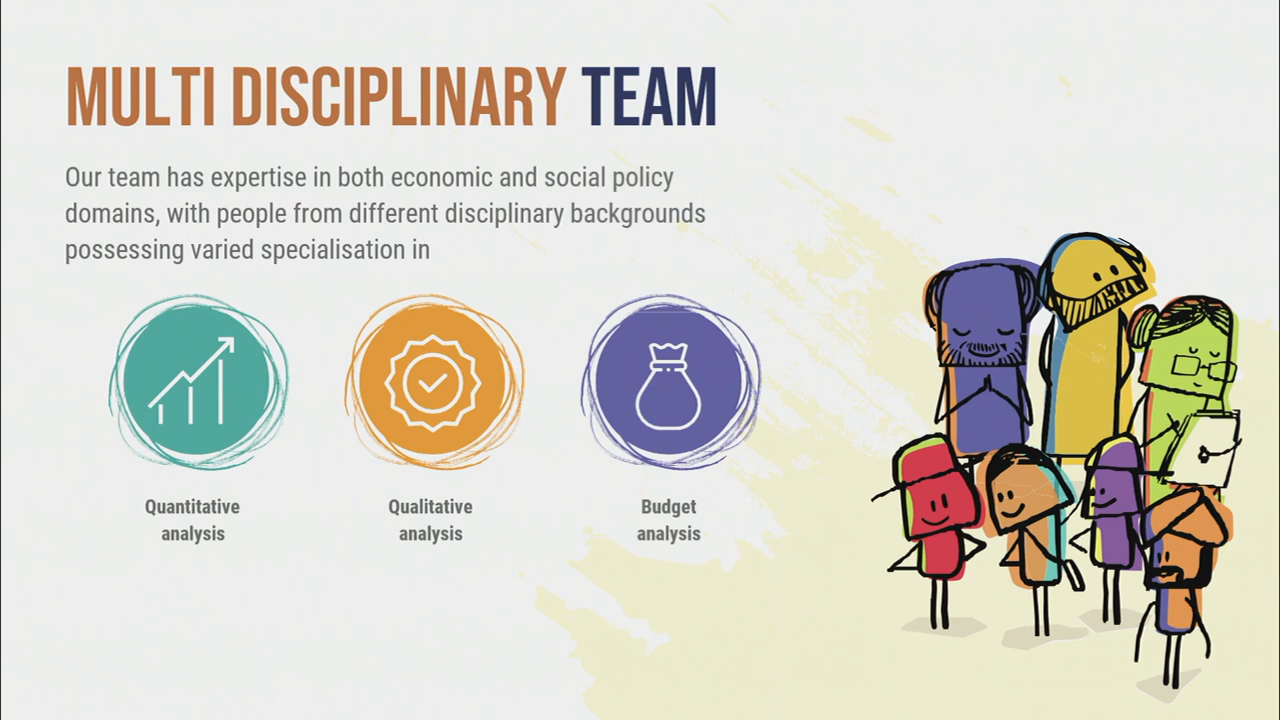 MULTI DISCIPLINARY TEAM
Our team has expertise in both economic and social policy
domains, with people from different disciplinary backgrounds
possessing varied specialisation in
Quantitative
analysis
Qualitative
analysis
Budget
analysis